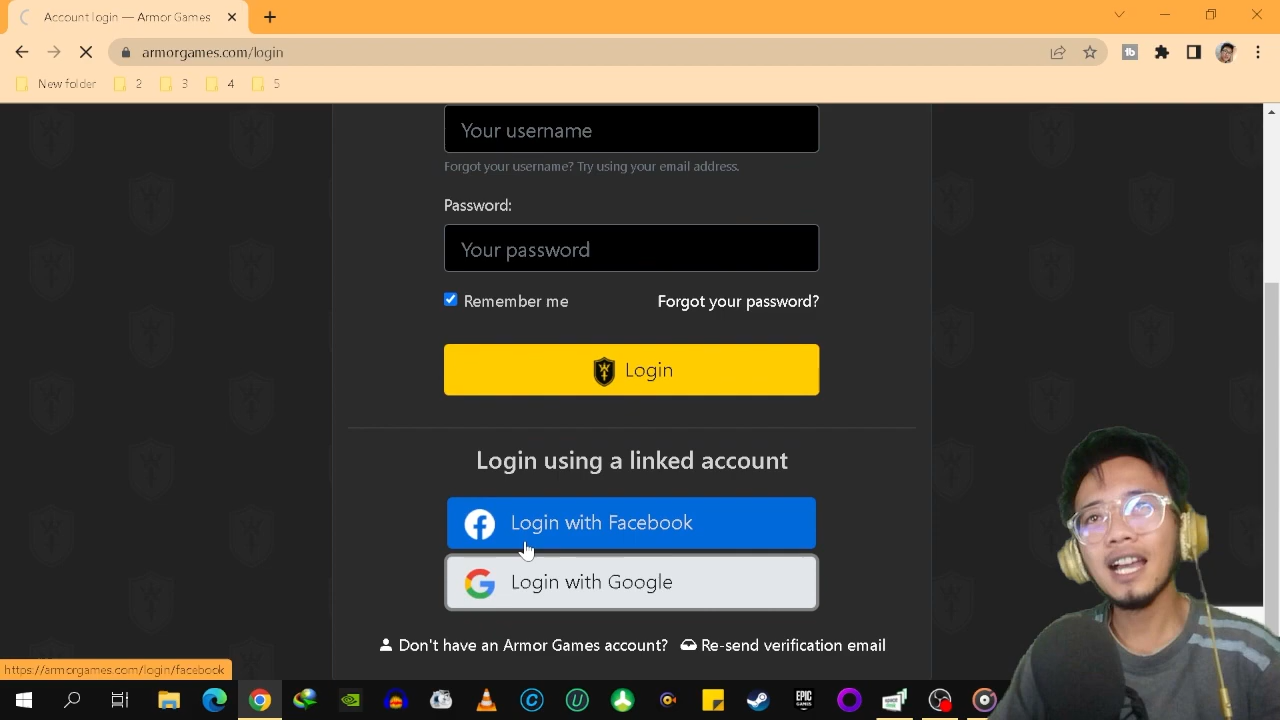 Account login — Armor Games
armorgames.com/login
tb
New folder 2 3 4 5
Your username
Forgot your username? Try using your email address.
Password:
Your password
Remember me Forgot your password?
Login
Login using a linked account
Login with Facebook
Login with Google
Don't have an Armor Games account? Re-send verification email
https://armorgames.com/login/facebook
EPIC
GAMES